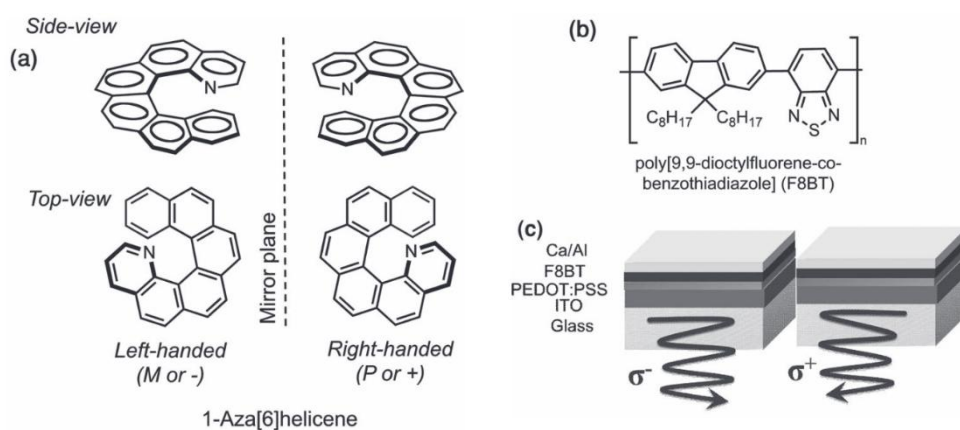 Side-view
(a)
N
N
Top-view
N
N
Mirror plane
Left-handed
(M or -)
Right-handed
(P or +)
1-Aza[6]helicene
(b)
C8H17 C8H17
N
N
S
n
poly[9,9-dioctylfluorene-co-
benzothiadiazole] (F8BT)
(c)
Ca/Al
F8BT
PEDOT:PSS
ITO
Glass
σ-
σ+